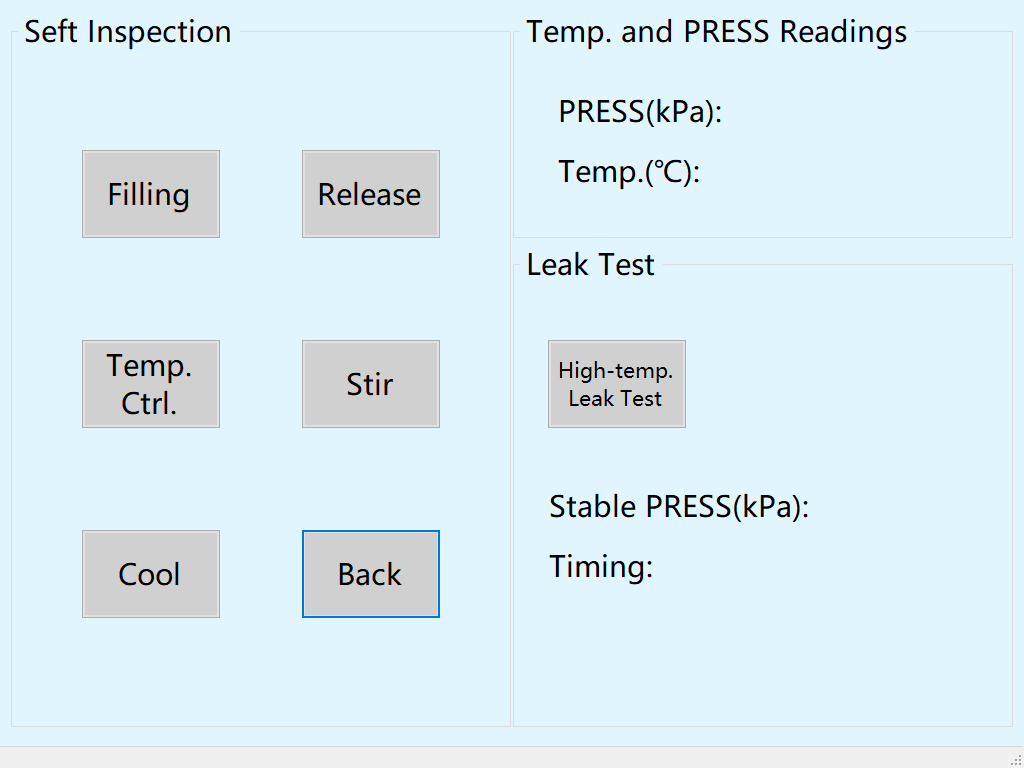 Seft Inspection
Filling
Release
Temp.
Ctrl.
Stir
Cool
Back
Temp. and PRESS Readings
PRESS(kPa):
Temp.(℃):
Leak Test
High-temp.
Leak Test
Stable PRESS(kPa):
Timing: